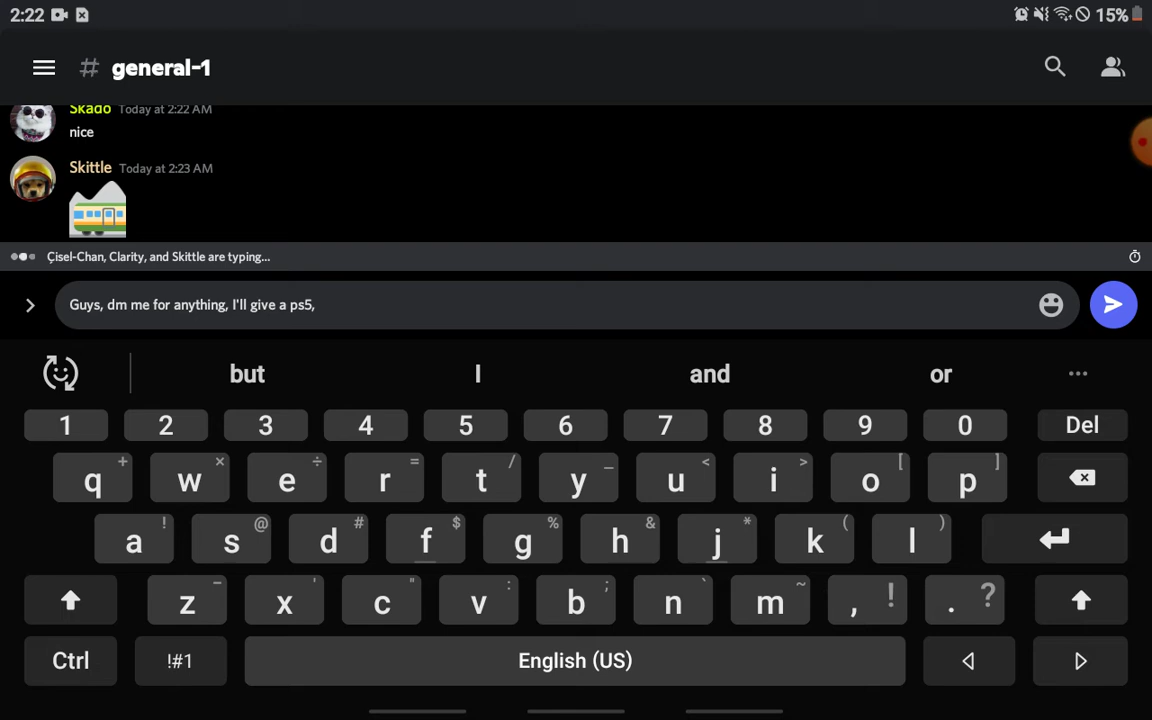 2:22 15%
# general-1
Skado Today at 2:22 AM
nice
Skittle Today at 2:23 AM
Çisel-Chan, Clarity, and Skittle are typing...
Guys, dm me for anything, I'll give a ps5,
but I and or
1 2 3 4 5 6 7 8 9 0 Del
q + w × e ÷ r = t / y _ u < i > o [ p ]
a ! s @ d # f $ g % h & j * k ( l )
z - x ' c " v : b ; n ` m ~ , ! . ?
Ctrl !#1 English (US)